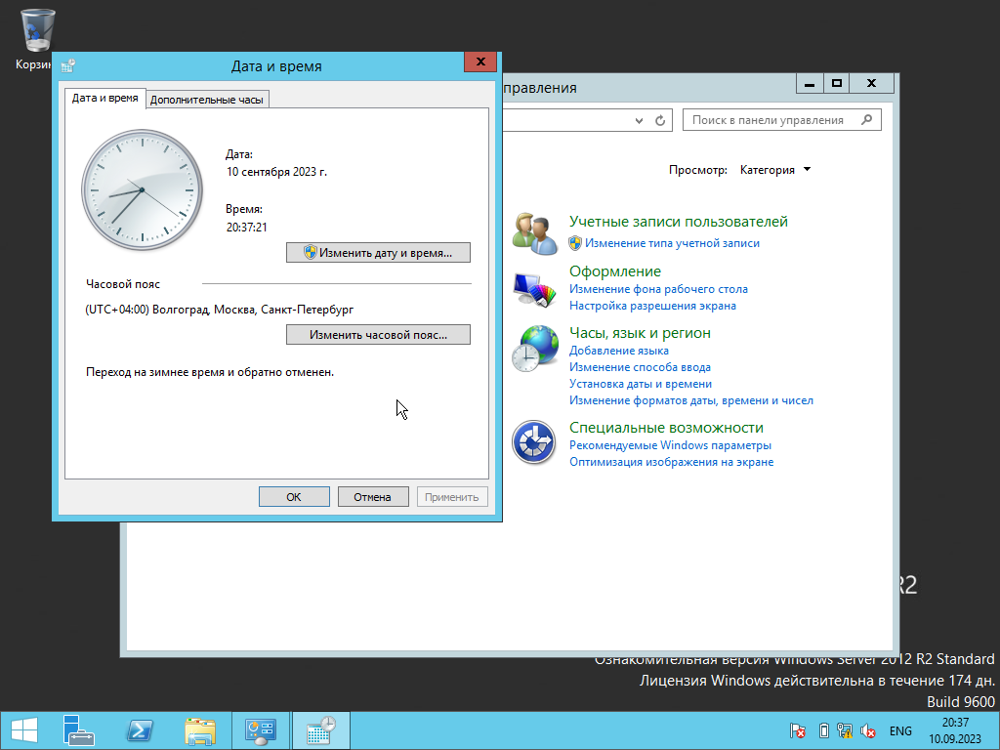 Дата и время
Дата и время
Дополнительные часы
Дата:
10 сентября 2023 г.
Время:
20:37:21
Изменить дату и время...
Часовой пояс
(UTC+04:00) Волгоград, Москва, Санкт-Петербург
Изменить часовой пояс...
Переход на зимнее время и обратно отменен.
ОК
Отмена
Применить
Поиск в панели управления
Просмотр: Категория
Учетные записи пользователей
Изменение типа учетной записи
Оформление
Изменение фона рабочего стола
Настройка разрешения экрана
Часы, язык и регион
Добавление языка
Изменение способа ввода
Установка даты и времени
Изменение форматов даты, времени и чисел
Специальные возможности
Рекомендуемые Windows параметры
Оптимизация изображения на экране
R2
Ознакомительная версия Windows Server 2012 R2 Standard
Лицензия Windows действительна в течение 174 дн.
Build 9600
ENG
20:37
10.09.2023